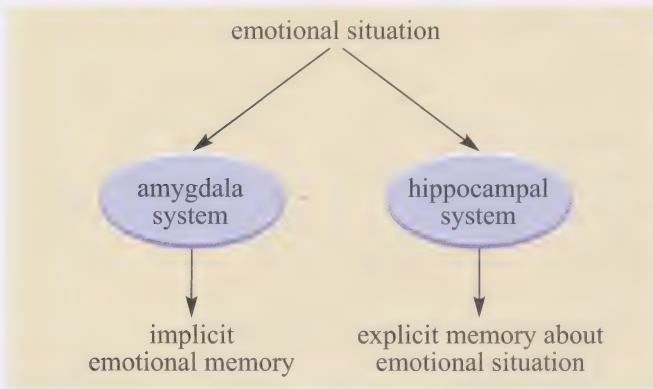 emotional situation
amygdala
system
hippocampal
system
implicit
emotional memory
explicit memory about
emotional situation